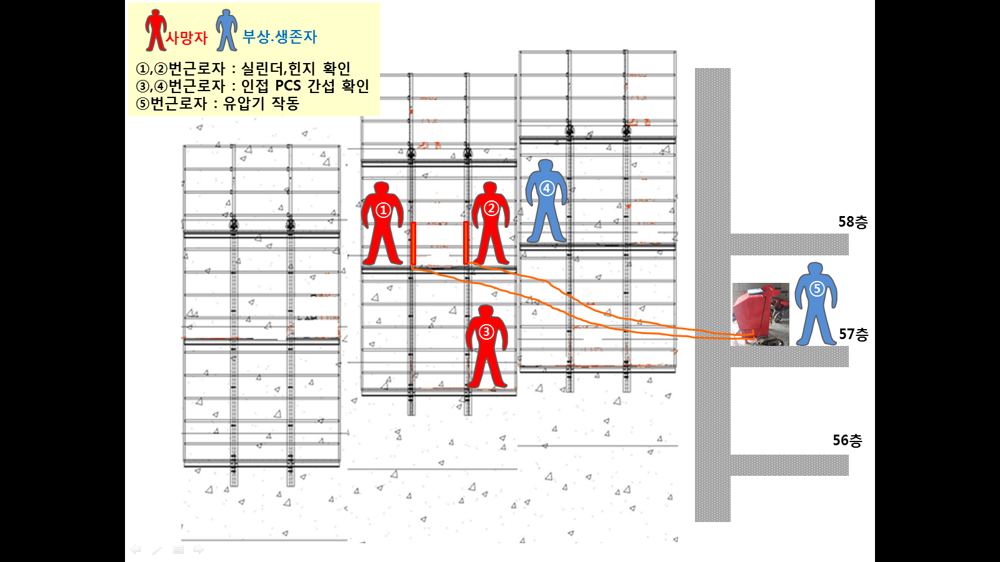 사망자 부상.생존자
①,②번근로자 : 실린더,힌지 확인
③,④번근로자 : 인접 PCS 간섭 확인
⑤번근로자 : 유압기 작동
④
①
②
58층
⑤
③
57층
56층